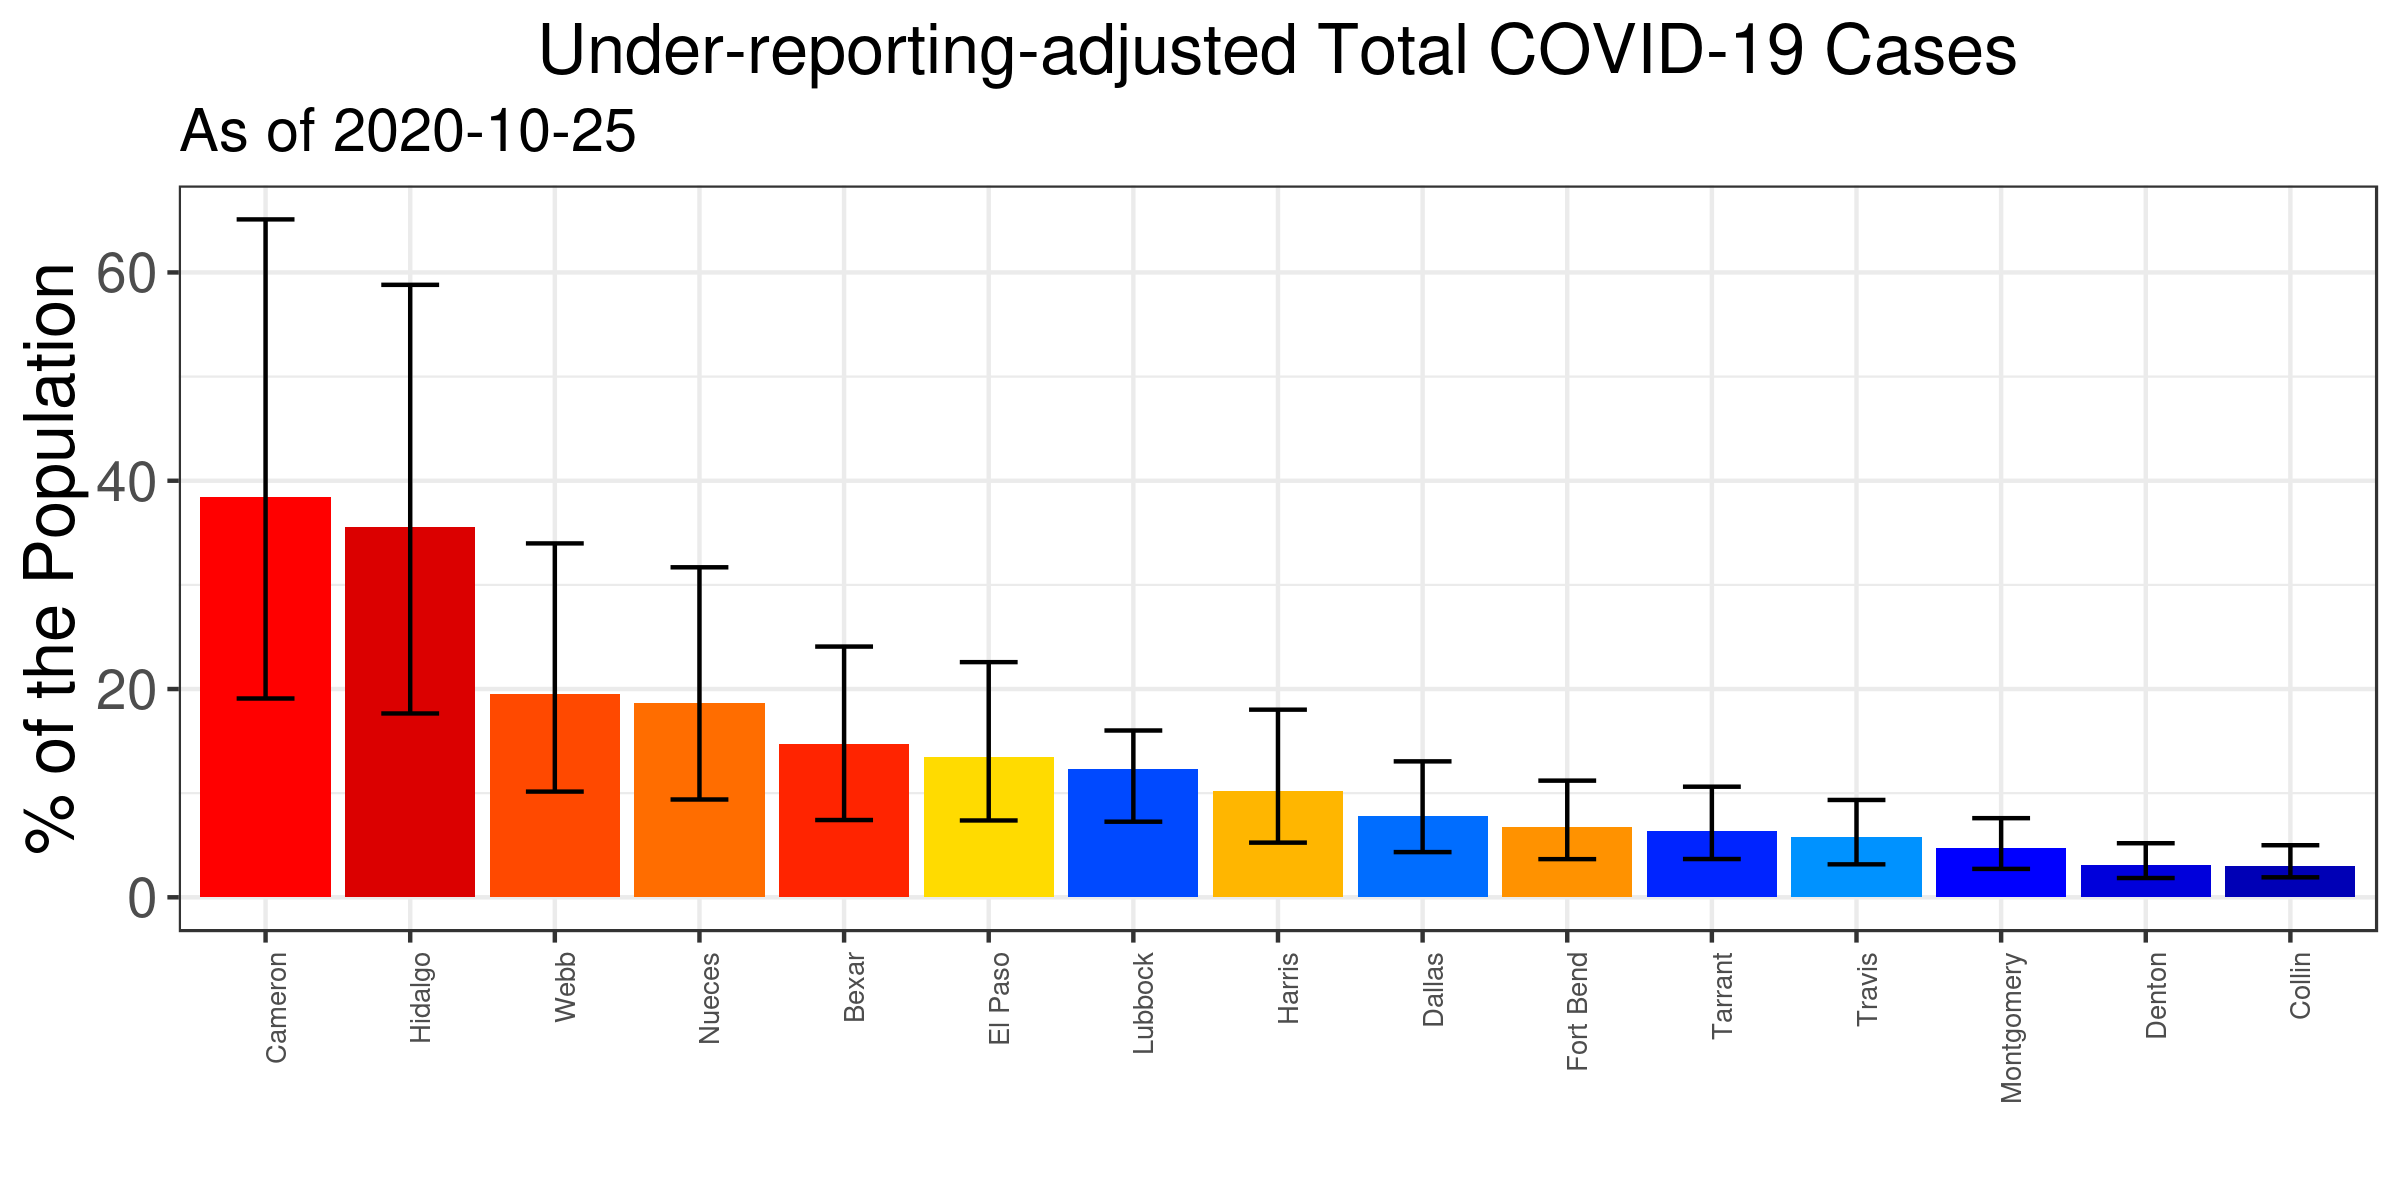 Under-reporting-adjusted Total COVID-19 Cases
As of 2020-10-25
% of the Population
60
40
20
0
Cameron
Hidalgo
Webb
Nueces
Bexar
El Paso
Lubbock
Harris
Dallas
Fort Bend
Tarrant
Travis
Montgomery
Denton
Collin